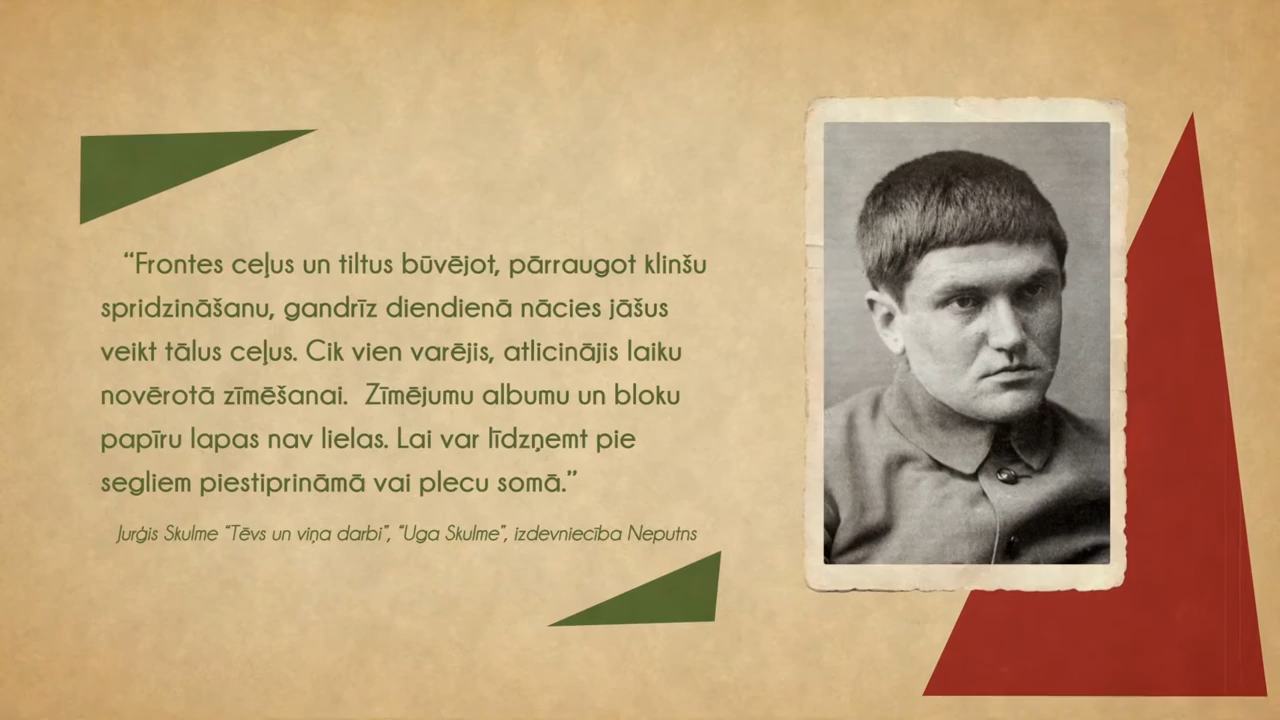 “Frontes ceļus un tiltus būvējot, pārraugot klinšu
spridzināšanu, gandrīz diendienā nācies jāšus
veikt tālus ceļus. Cik vien varējis, atlicinājis laiku
novērotā zīmēšanai. Zīmējumu albumu un bloku
papīru lapas nav lielas. Lai var līdzņemt pie
segliem piestiprināmā vai plecu somā.”
Jurģis Skulme “Tēvs un viņa darbi”, “Uga Skulme”, izdevniecība Neputns